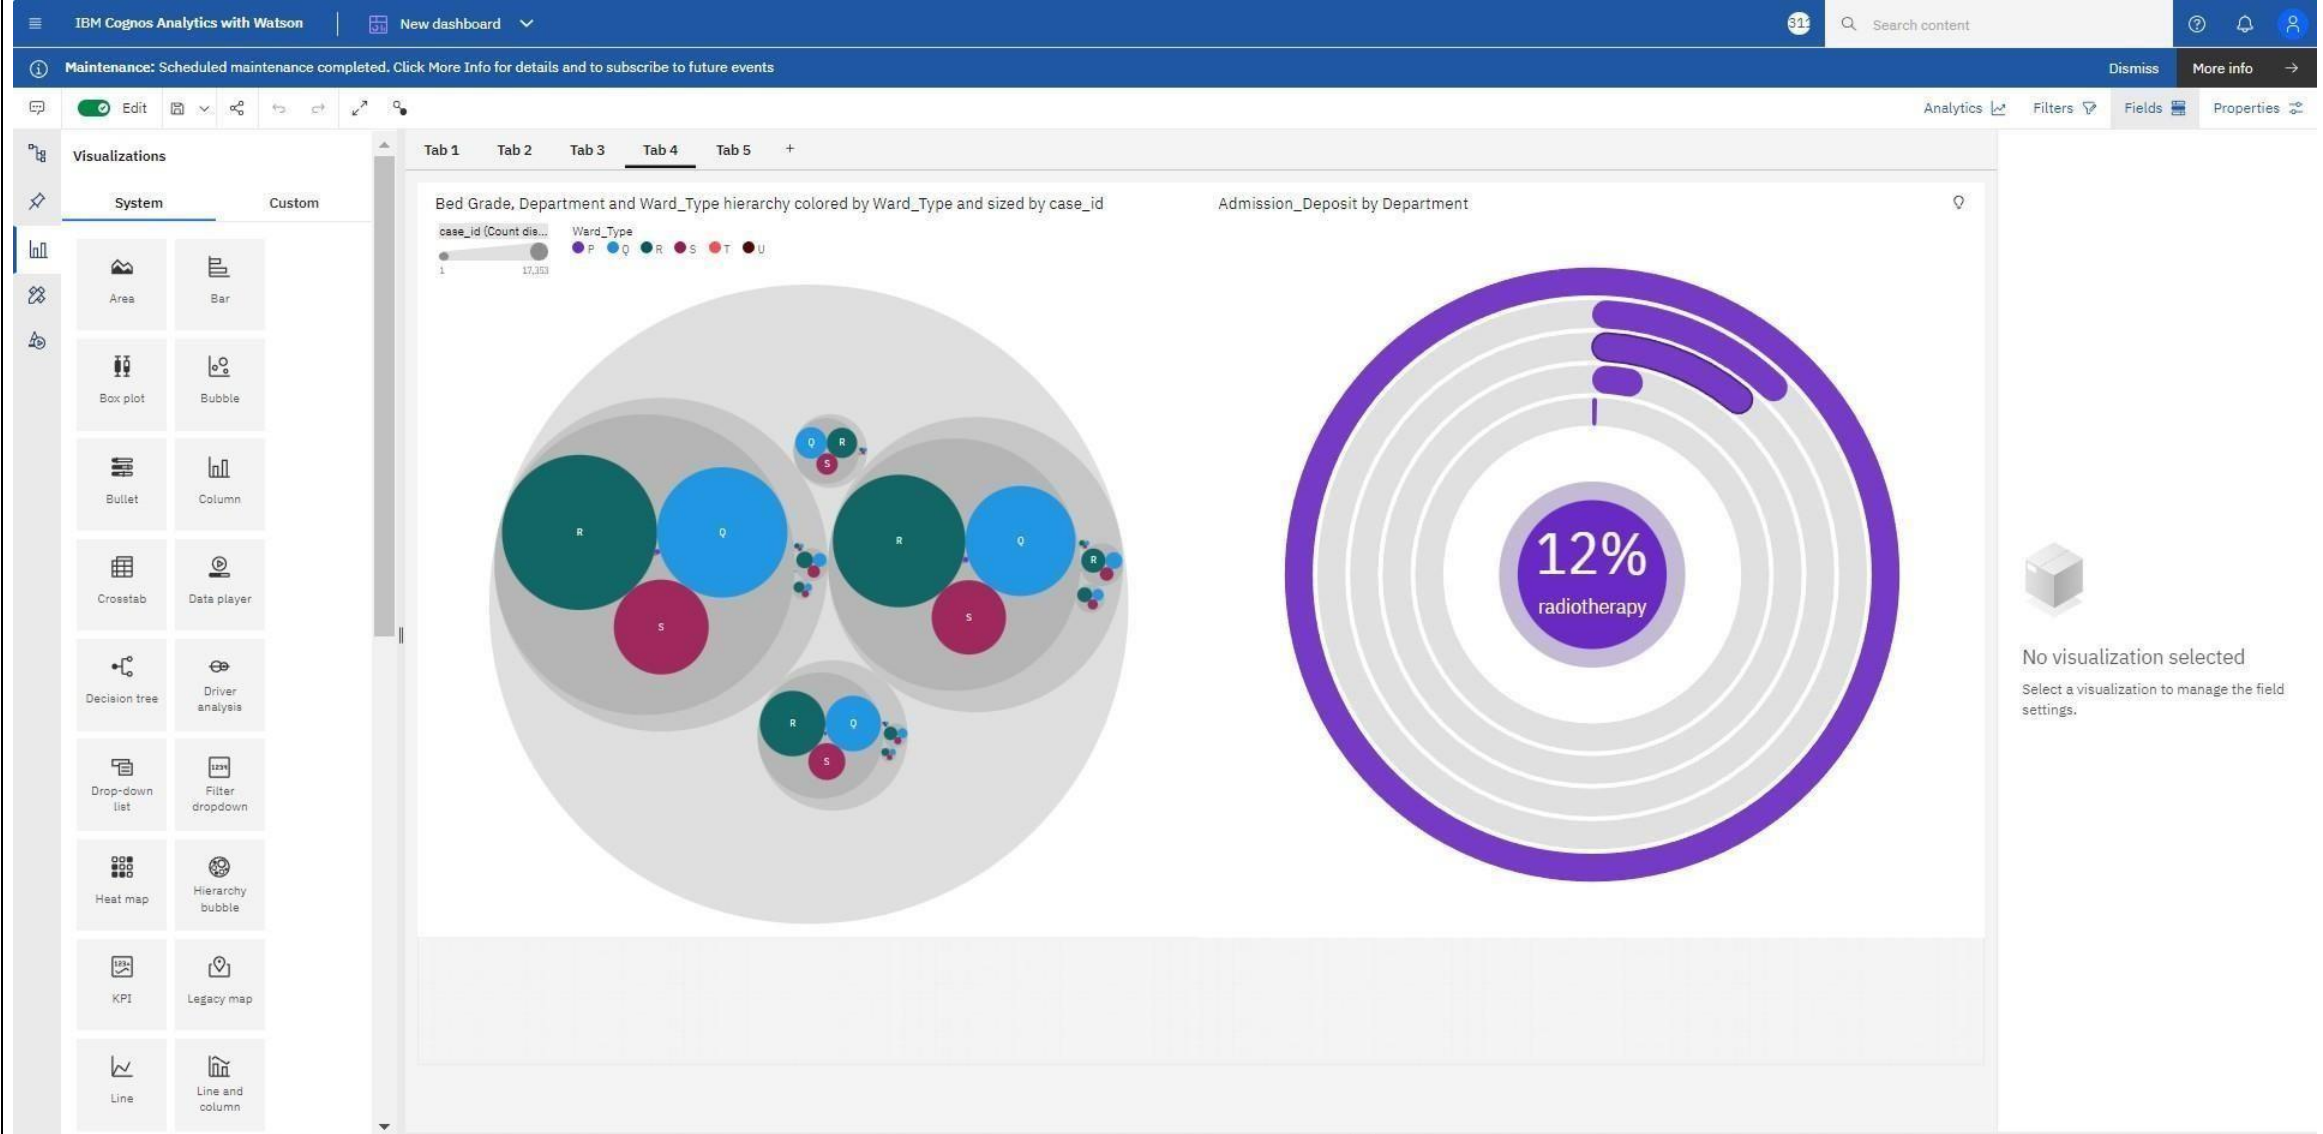 IBM Cognos Analytics with Watson
New dashboard
Search content
Maintenance: Scheduled maintenance completed. Click More Info for details and to subscribe to future events
Dismiss
More info
Edit
Analytics
Filters
Fields
Properties
Visualizations
System
Custom
Area
Bar
Box plot
Bubble
Bullet
Column
Crosstab
Data player
Decision tree
Driver
analysis
Drop-down
list
Filter
dropdown
Heat map
Hierarchy
bubble
KPI
Legacy map
Line
Line and
column
Tab 1
Tab 2
Tab 3
Tab 4
Tab 5
+
Bed Grade, Department and Ward_Type hierarchy colored by Ward_Type and sized by case_id
case_id (Count dis...
1
17,353
Ward_Type
P
Q
R
S
T
U
Q
R
S
R
Q
S
R
Q
S
R
R
Q
S
Admission_Deposit by Department
12%
radiotherapy
No visualization selected
Select a visualization to manage the field
settings.